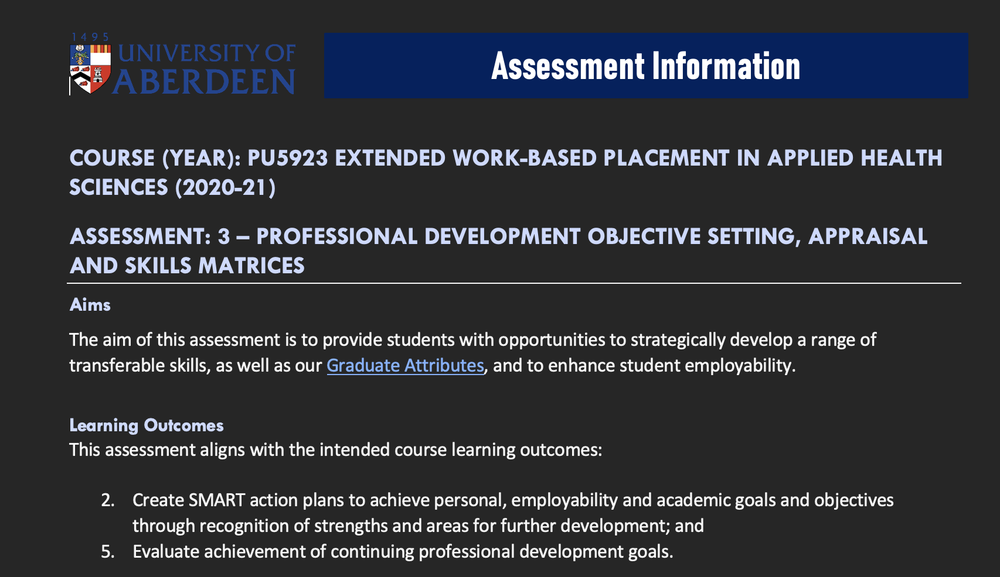 1495
UNIVERSITY OF
ABERDEEN
Assessment Information
COURSE (YEAR): PU5923 EXTENDED WORK-BASED PLACEMENT IN APPLIED HEALTH
SCIENCES (2020-21)
ASSESSMENT: 3 – PROFESSIONAL DEVELOPMENT OBJECTIVE SETTING, APPRAISAL
AND SKILLS MATRICES
Aims
The aim of this assessment is to provide students with opportunities to strategically develop a range of
transferable skills, as well as our Graduate Attributes, and to enhance student employability.
Learning Outcomes
This assessment aligns with the intended course learning outcomes:
2. Create SMART action plans to achieve personal, employability and academic goals and objectives
through recognition of strengths and areas for further development; and
5. Evaluate achievement of continuing professional development goals.